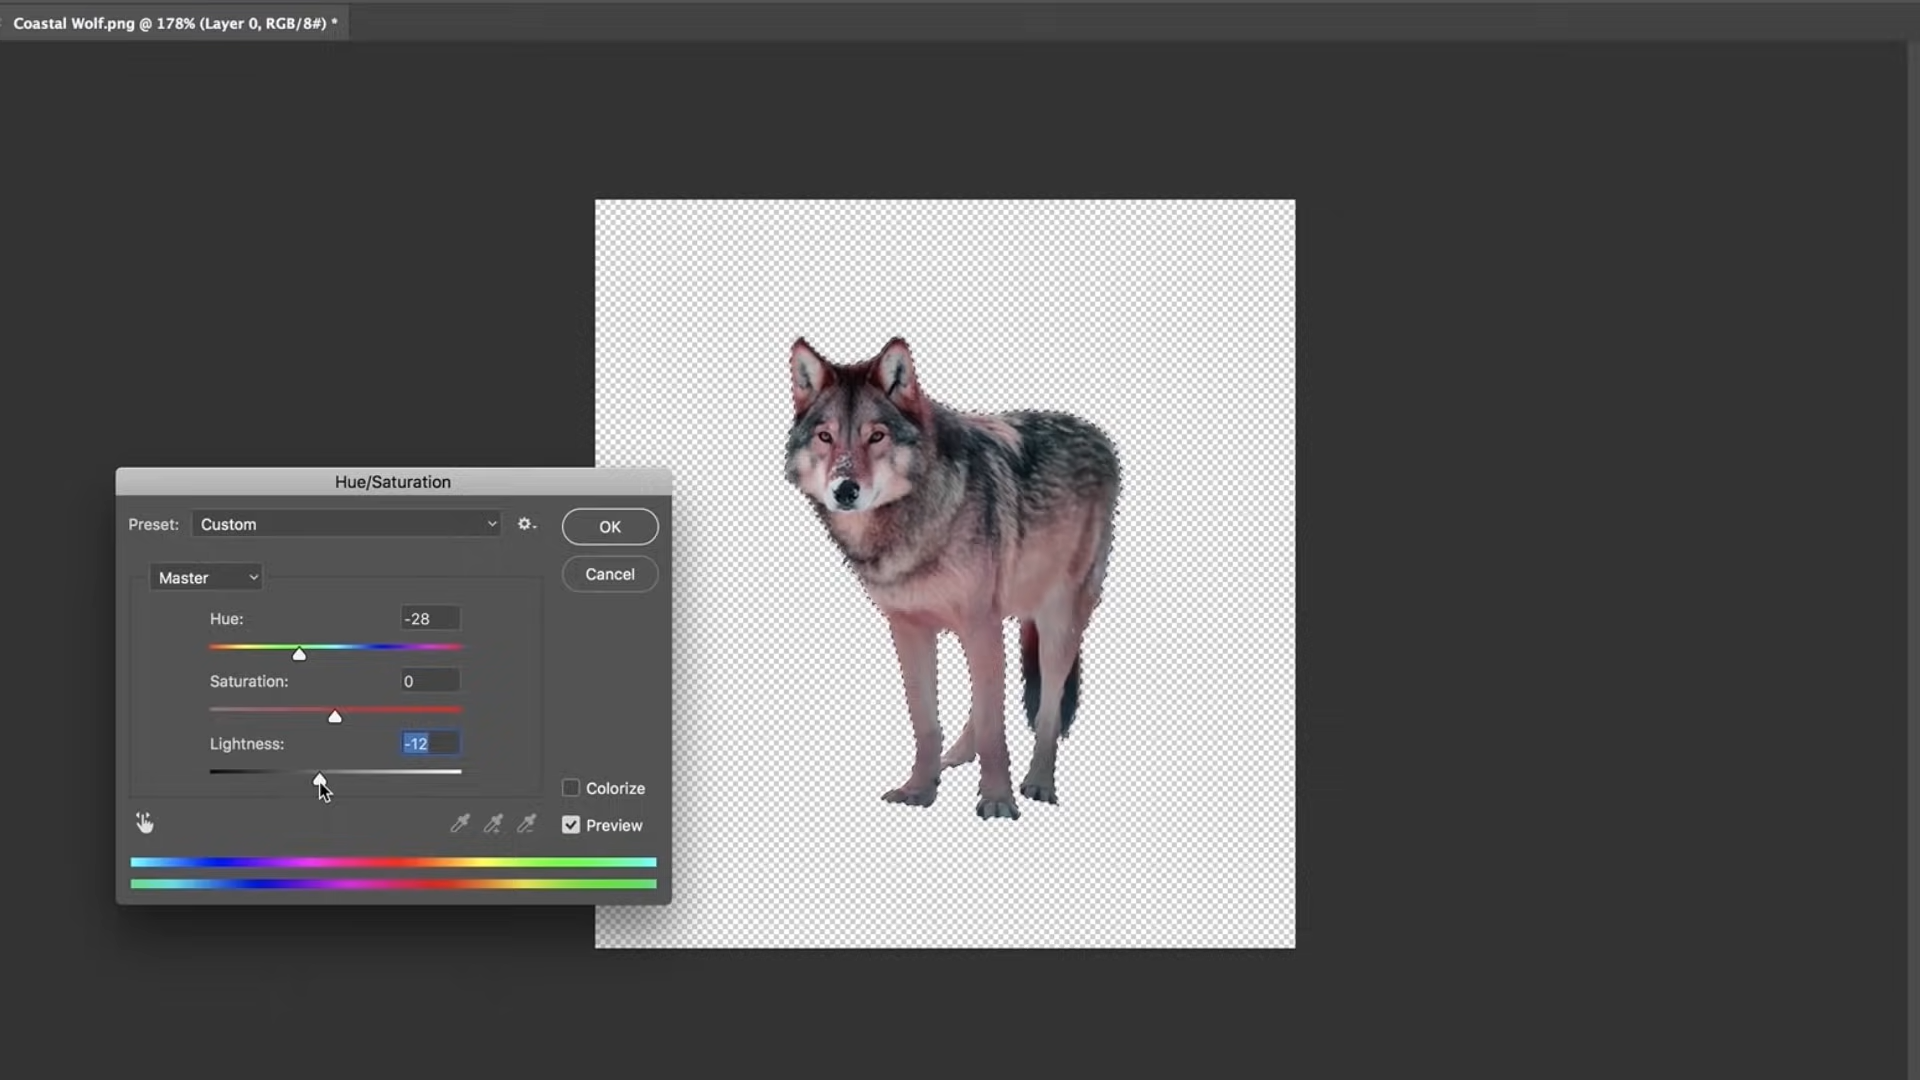 Coastal Wolf.png @ 178% (Layer 0, RGB/8#) *
Hue/Saturation
Preset: Custom
OK
Cancel
Master
Hue: -28
Saturation: 0
Lightness: -12
Colorize
Preview